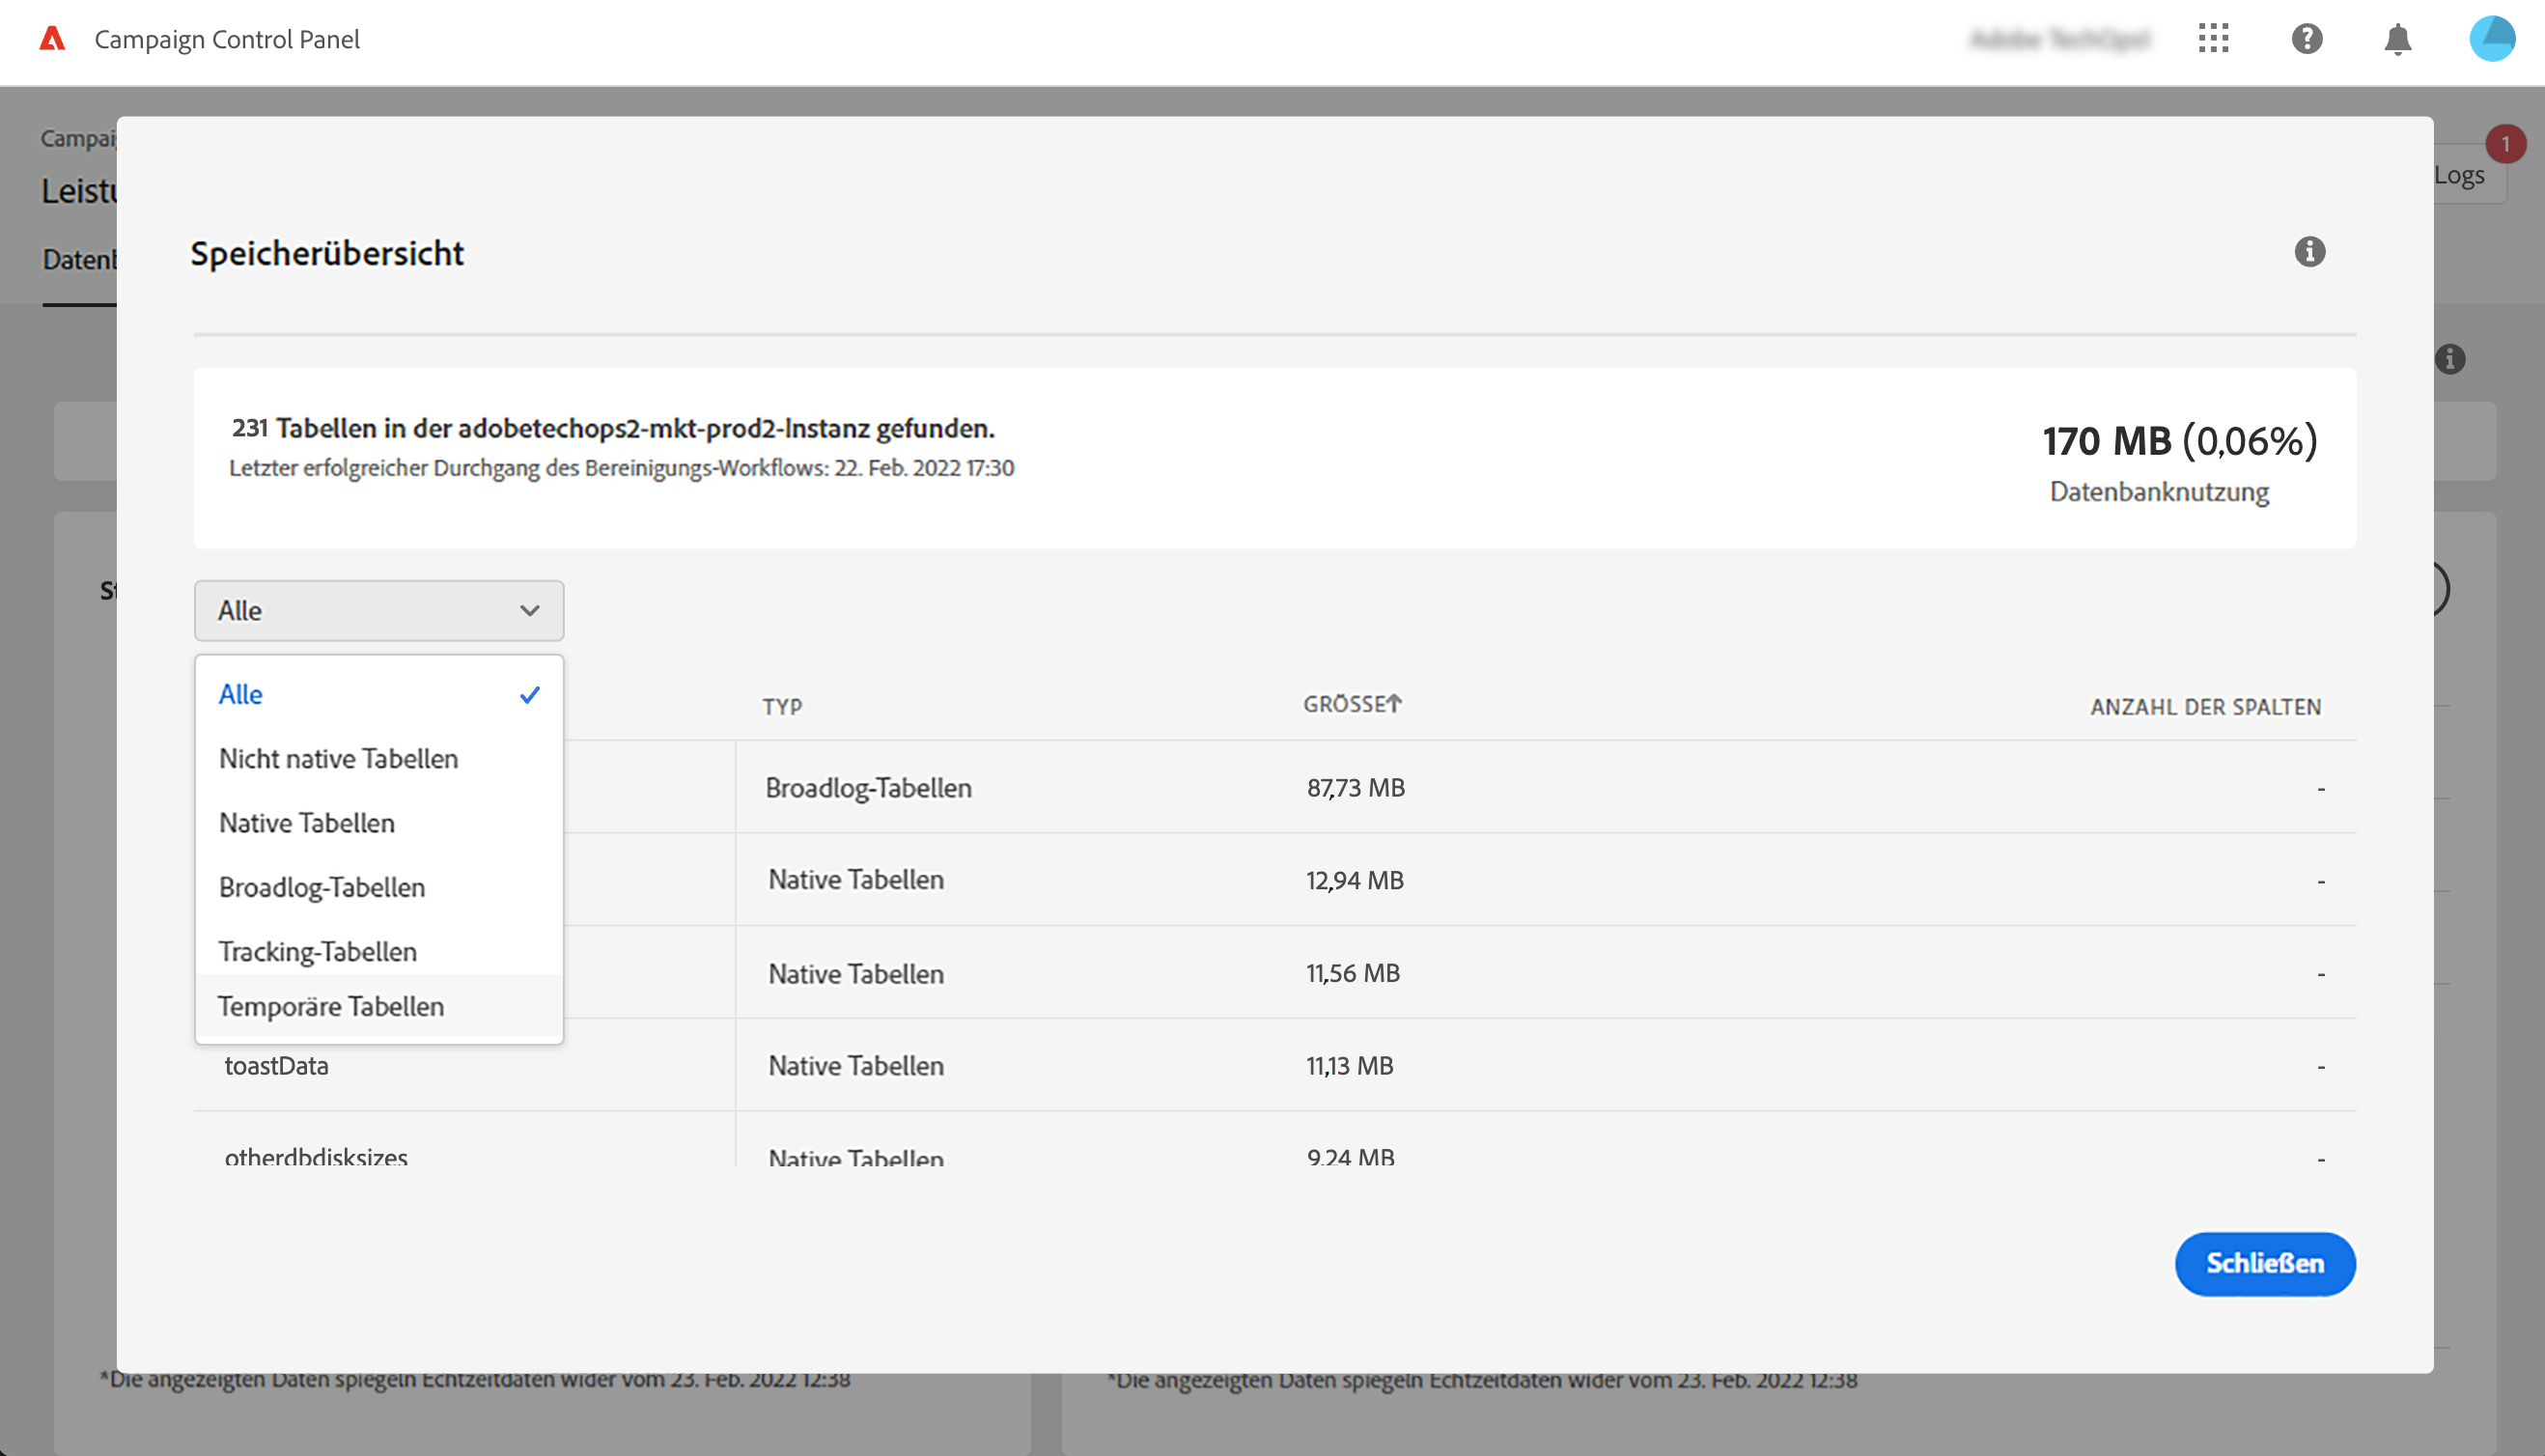 Campaign Control Panel
Logs
1
Speicherübersicht
231 Tabellen in der adobetechops2-mkt-prod2-Instanz gefunden.
Letzter erfolgreicher Durchgang des Bereinigungs-Workflows: 22. Feb. 2022 17:30
170 MB (0,06%)
Datenbanknutzung
Alle
Alle
Nicht native Tabellen
Native Tabellen
Broadlog-Tabellen
Tracking-Tabellen
Temporäre Tabellen
TYP GRÖSSE ANZAHL DER SPALTEN
Broadlog-Tabellen 87,73 MB -
Native Tabellen 12,94 MB -
Native Tabellen 11,56 MB -
toastData Native Tabellen 11,13 MB -
otherdbdisksizes Native Tabellen 9,24 MB -
Schließen
*Die angezeigten Daten spiegeln Echtzeitdaten wider vom 23. Feb. 2022 12:38
*Die angezeigten Daten spiegeln Echtzeitdaten wider vom 23. Feb. 2022 12:38